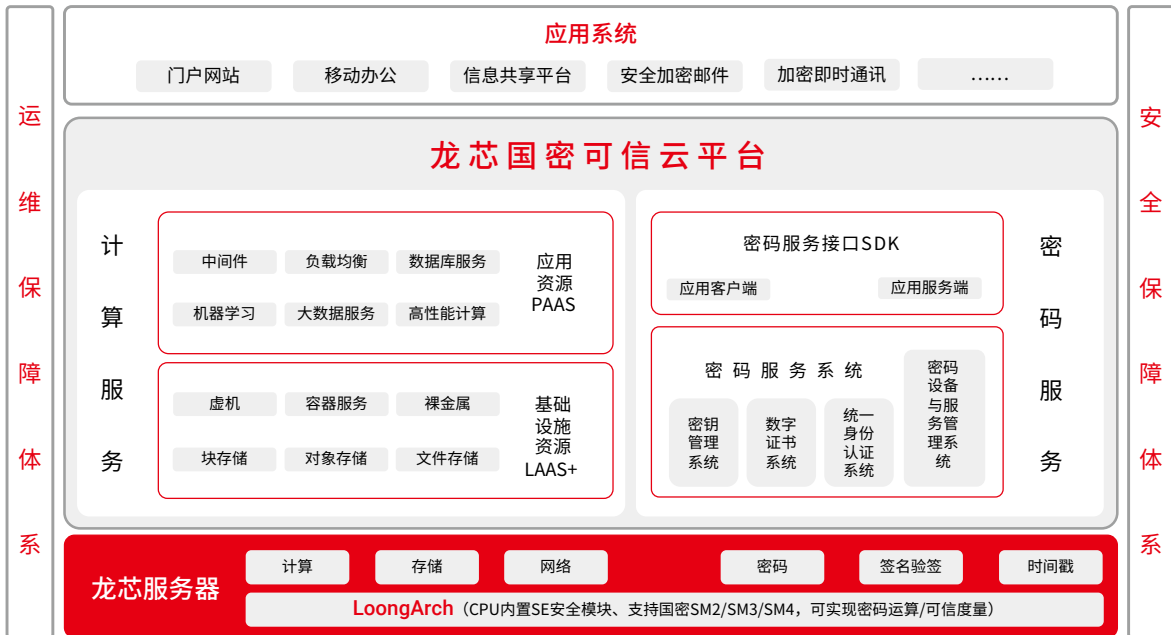 应用系统
门户网站
移动办公
信息共享平台
安全加密邮件
加密即时通讯
……
运维保障体系
安全保障体系
龙芯国密可信云平台
计算服务
中间件
负载均衡
数据库服务
机器学习
大数据服务
高性能计算
应用
资源
PAAS
虚机
容器服务
裸金属
块存储
对象存储
文件存储
基础
设施
资源
LAAS+
密码服务接口SDK
应用客户端
应用服务端
密码服务系统
密钥
管理
系统
数字
证书
系统
统一
身份
认证
系统
密码
设备
与服
务管
理系
统
密码服务
龙芯服务器
计算
存储
网络
密码
签名验签
时间戳
LoongArch（CPU内置SE安全模块、支持国密SM2/SM3/SM4，可实现密码运算/可信度量）